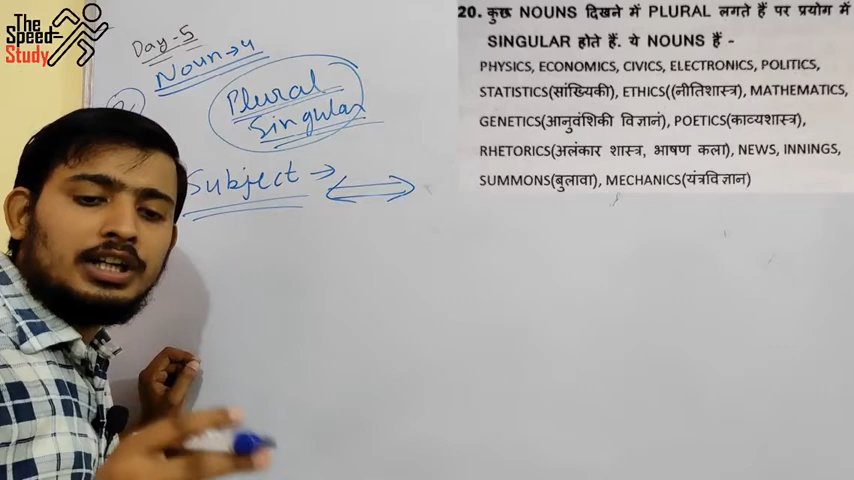 The
Speed
Study
Day-5
Noun→4
Plural
Singular
Subject →
20. कुछ NOUNS दिखने में PLURAL लगते हैं पर प्रयोग में
SINGULAR होते हैं. ये NOUNS हैं -
PHYSICS, ECONOMICS, CIVICS, ELECTRONICS, POLITICS,
STATISTICS(सांख्यिकी), ETHICS((नीतिशास्त्र), MATHEMATICS,
GENETICS(आनुवंशिकी विज्ञानं), POETICS(काव्यशास्त्र),
RHETORICS(अलंकार शास्त्र, भाषण कला), NEWS, INNINGS,
SUMMONS(बुलावा), MECHANICS(यंत्रविज्ञान)